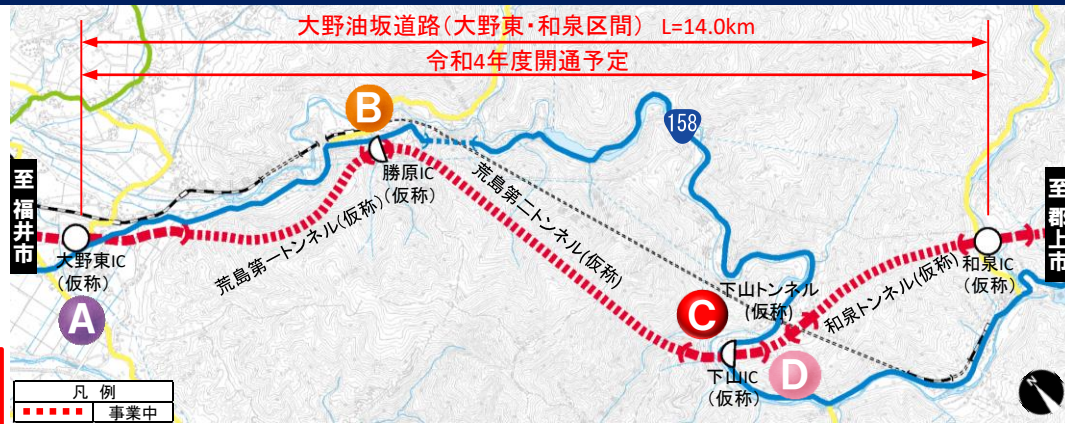 大野油坂道路(大野東・和泉区間) L=14.0km
令和4年度開通予定
B
158
至 福井市
勝原IC
(仮称)
荒島第一トンネル(仮称)
荒島第二トンネル(仮称)
大野東IC
(仮称)
A
C
下山トンネル
(仮称)
和泉トンネル(仮称)
和泉IC
(仮称)
至 郡上市
下山IC
(仮称)
D
凡 例
事業中
N